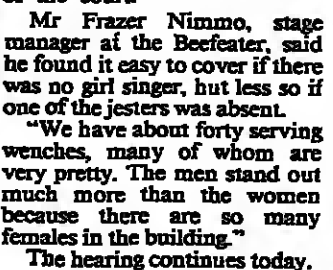 Mr Frazer Nimmo, stage
manager at the Beefeater, said
he found it easy to cover if there
was no girl singer, but less so if
one of the jesters was absent.
"We have about forty serving
wenches, many of whom are
very pretty. The men stand out
much more than the women
because there are so many
females in the building."
The hearing continues today.